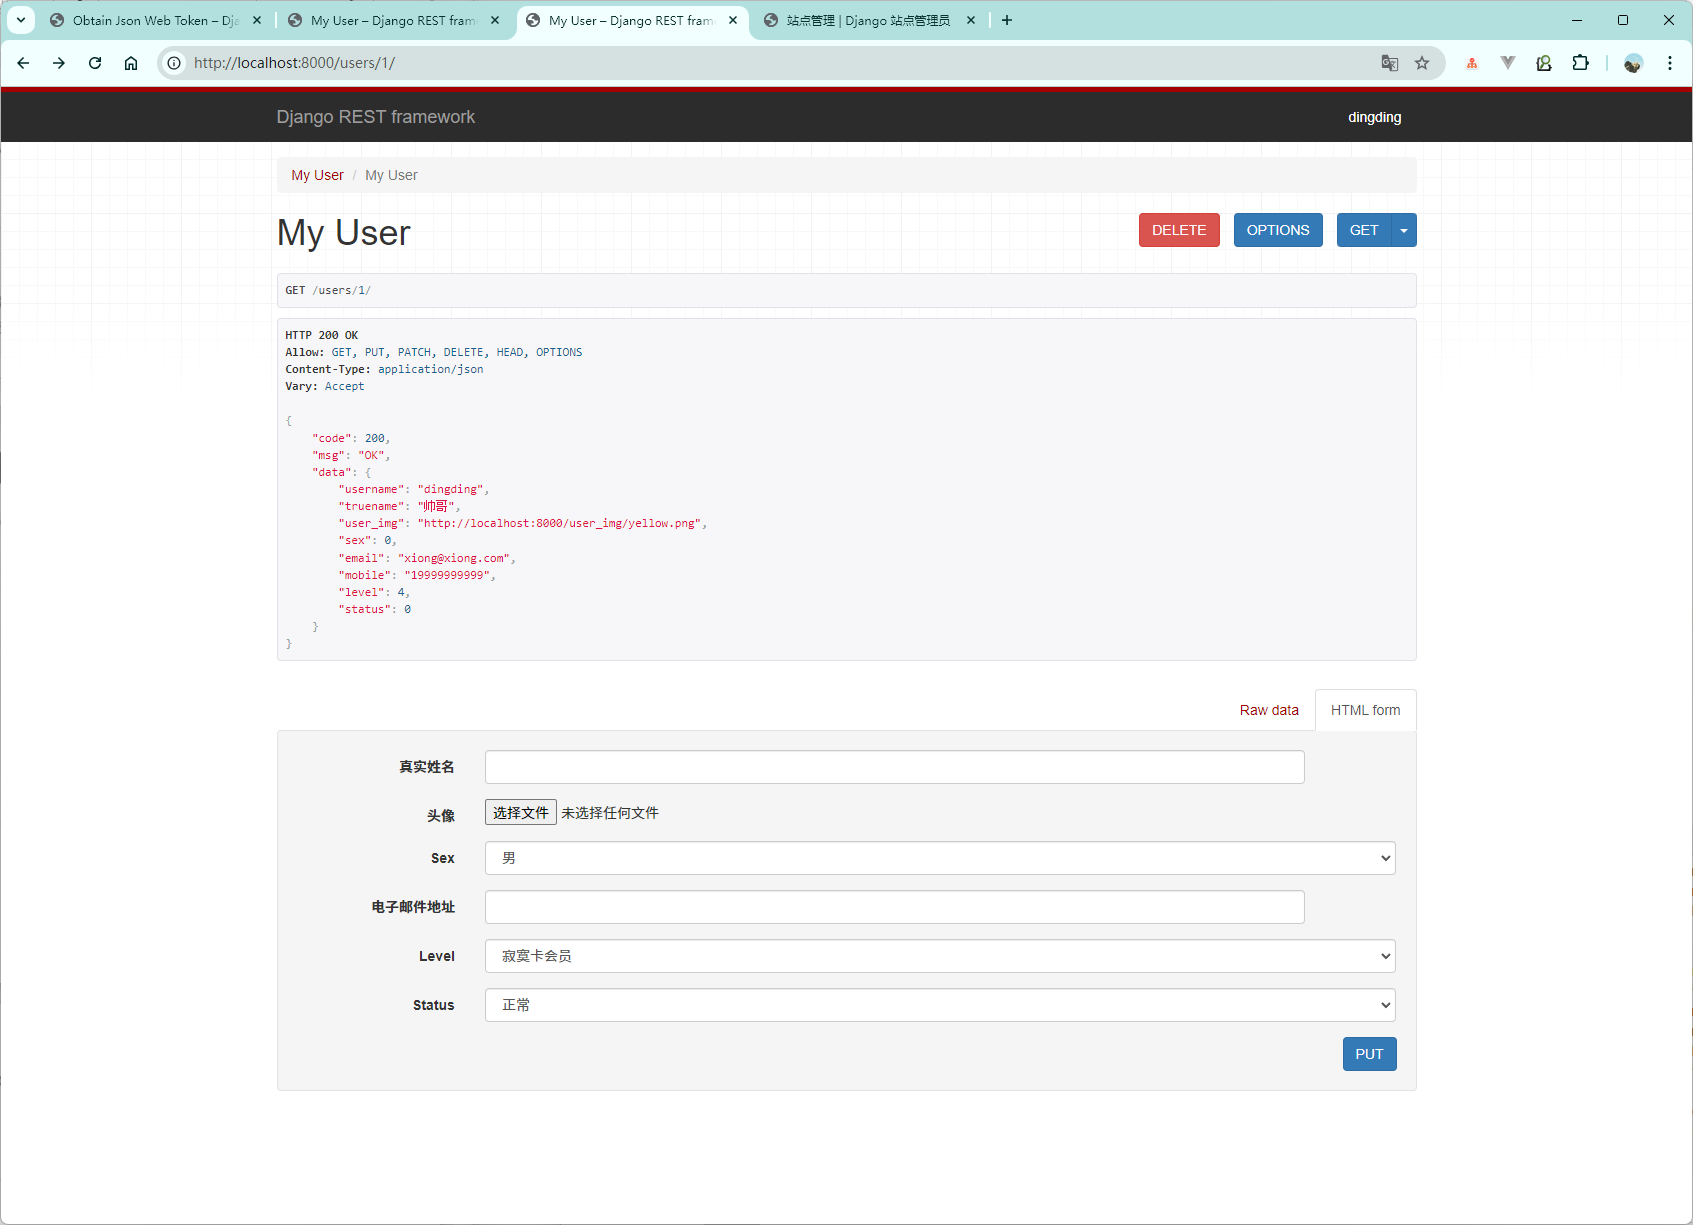 Obtain Json Web Token – Dja
My User – Django REST fram
My User – Django REST fram
站点管理 | Django 站点管理员
http://localhost:8000/users/1/
Django REST framework
dingding
My User / My User
My User
DELETE
OPTIONS
GET
GET /users/1/
HTTP 200 OK
Allow: GET, PUT, PATCH, DELETE, HEAD, OPTIONS
Content-Type: application/json
Vary: Accept
{
"code": 200,
"msg": "OK",
"data": {
"username": "dingding",
"truename": "帅哥",
"user_img": "http://localhost:8000/user_img/yellow.png",
"sex": 0,
"email": "xiong@xiong.com",
"mobile": "19999999999",
"level": 4,
"status": 0
}
}
Raw data
HTML form
真实姓名
头像
选择文件 未选择任何文件
Sex
男
电子邮件地址
Level
寂寞卡会员
Status
正常
PUT